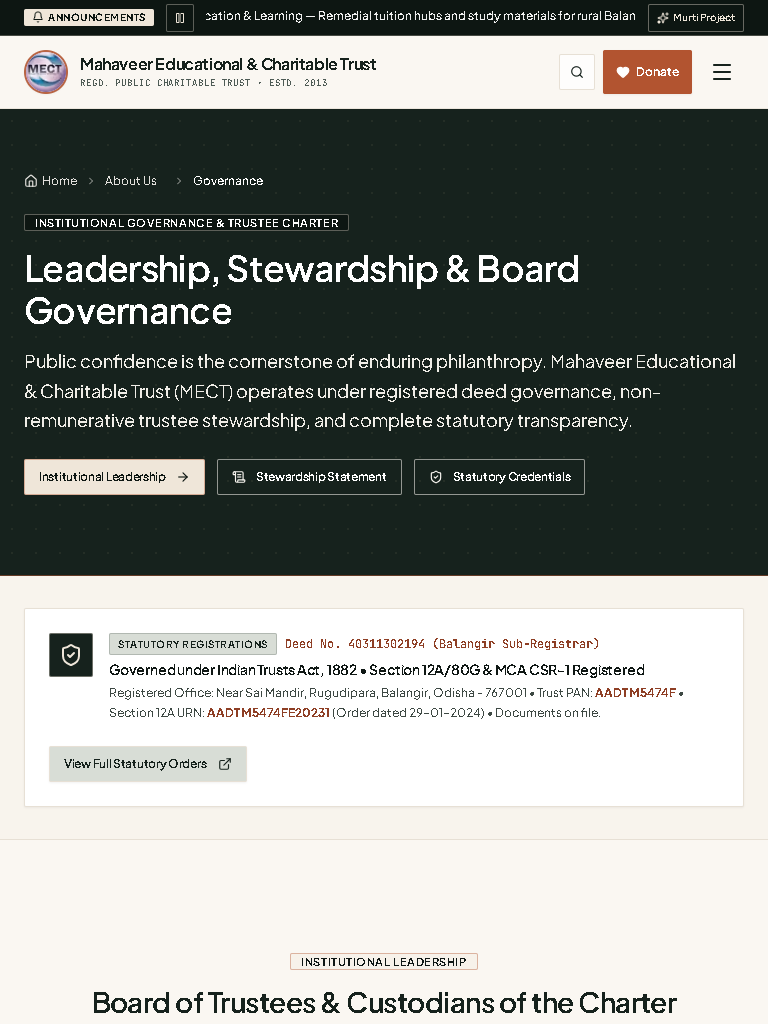 ANNOUNCEMENTS
cation & Learning — Remedial tuition hubs and study materials for rural Balan
Murti Project
MECT
Mahaveer Educational & Charitable Trust
REGD. PUBLIC CHARITABLE TRUST • ESTD. 2013
Donate
Home
About Us
Governance
INSTITUTIONAL GOVERNANCE & TRUSTEE CHARTER
Leadership, Stewardship & Board
Governance
Public confidence is the cornerstone of enduring philanthropy. Mahaveer Educational
& Charitable Trust (MECT) operates under registered deed governance, non-
remunerative trustee stewardship, and complete statutory transparency.
Institutional Leadership
Stewardship Statement
Statutory Credentials
STATUTORY REGISTRATIONS
Deed No. 40311302194 (Balangir Sub-Registrar)
Governed under Indian Trusts Act, 1882 • Section 12A/80G & MCA CSR-1 Registered
Registered Office: Near Sai Mandir, Rugudipara, Balangir, Odisha - 767001 • Trust PAN: AADTM5474F •
Section 12A URN: AADTM5474FE20231 (Order dated 29-01-2024) • Documents on file.
View Full Statutory Orders
INSTITUTIONAL LEADERSHIP
Board of Trustees & Custodians of the Charter